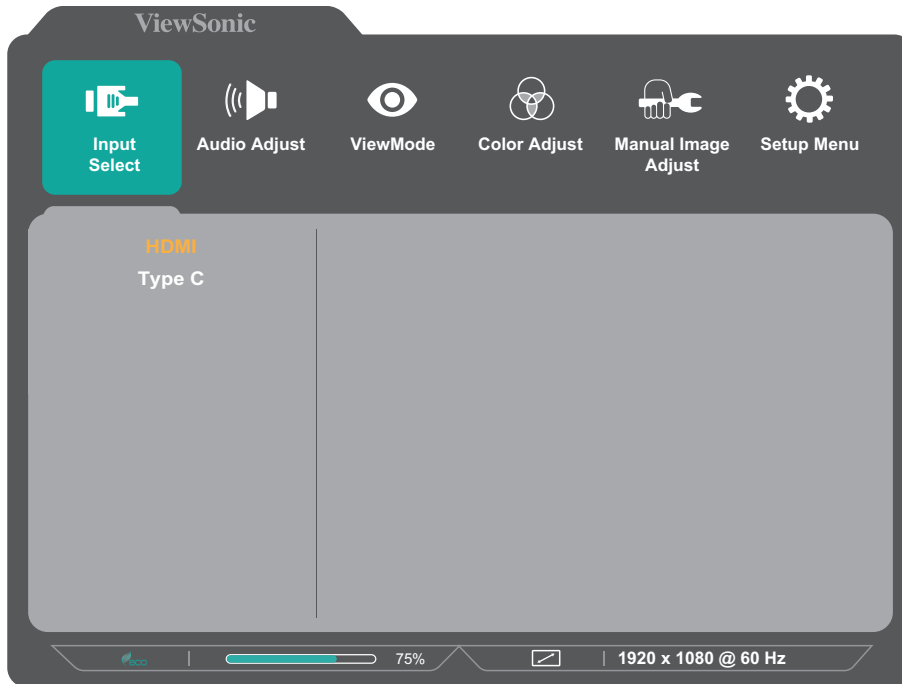 ViewSonic
Input
Select
Audio Adjust
ViewMode
Color Adjust
Manual Image
Adjust
Setup Menu
HDMI
Type C
eco
75%
1920 x 1080 @ 60 Hz